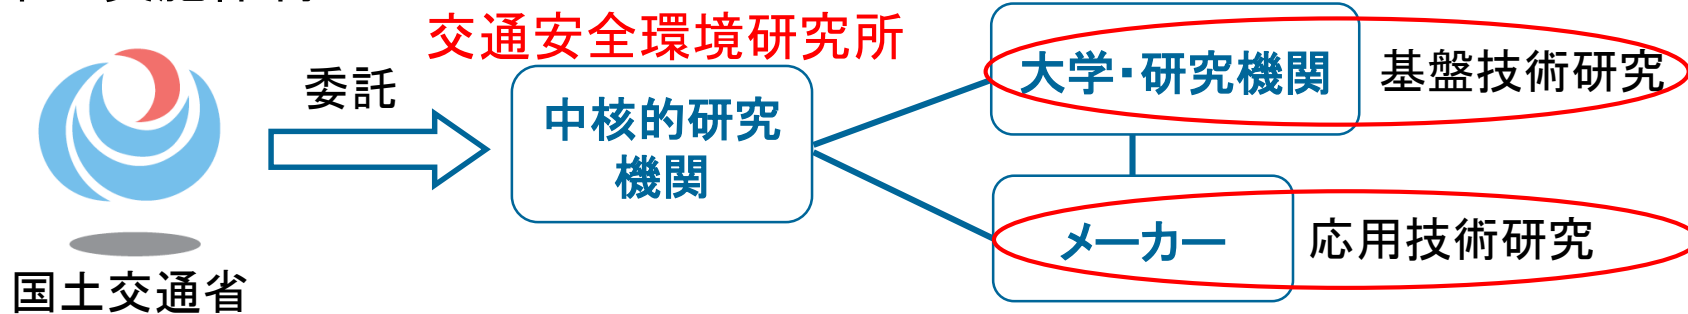 交通安全環境研究所
委託
中核的研究
機関
大学・研究機関
基盤技術研究
メーカー
応用技術研究
国土交通省